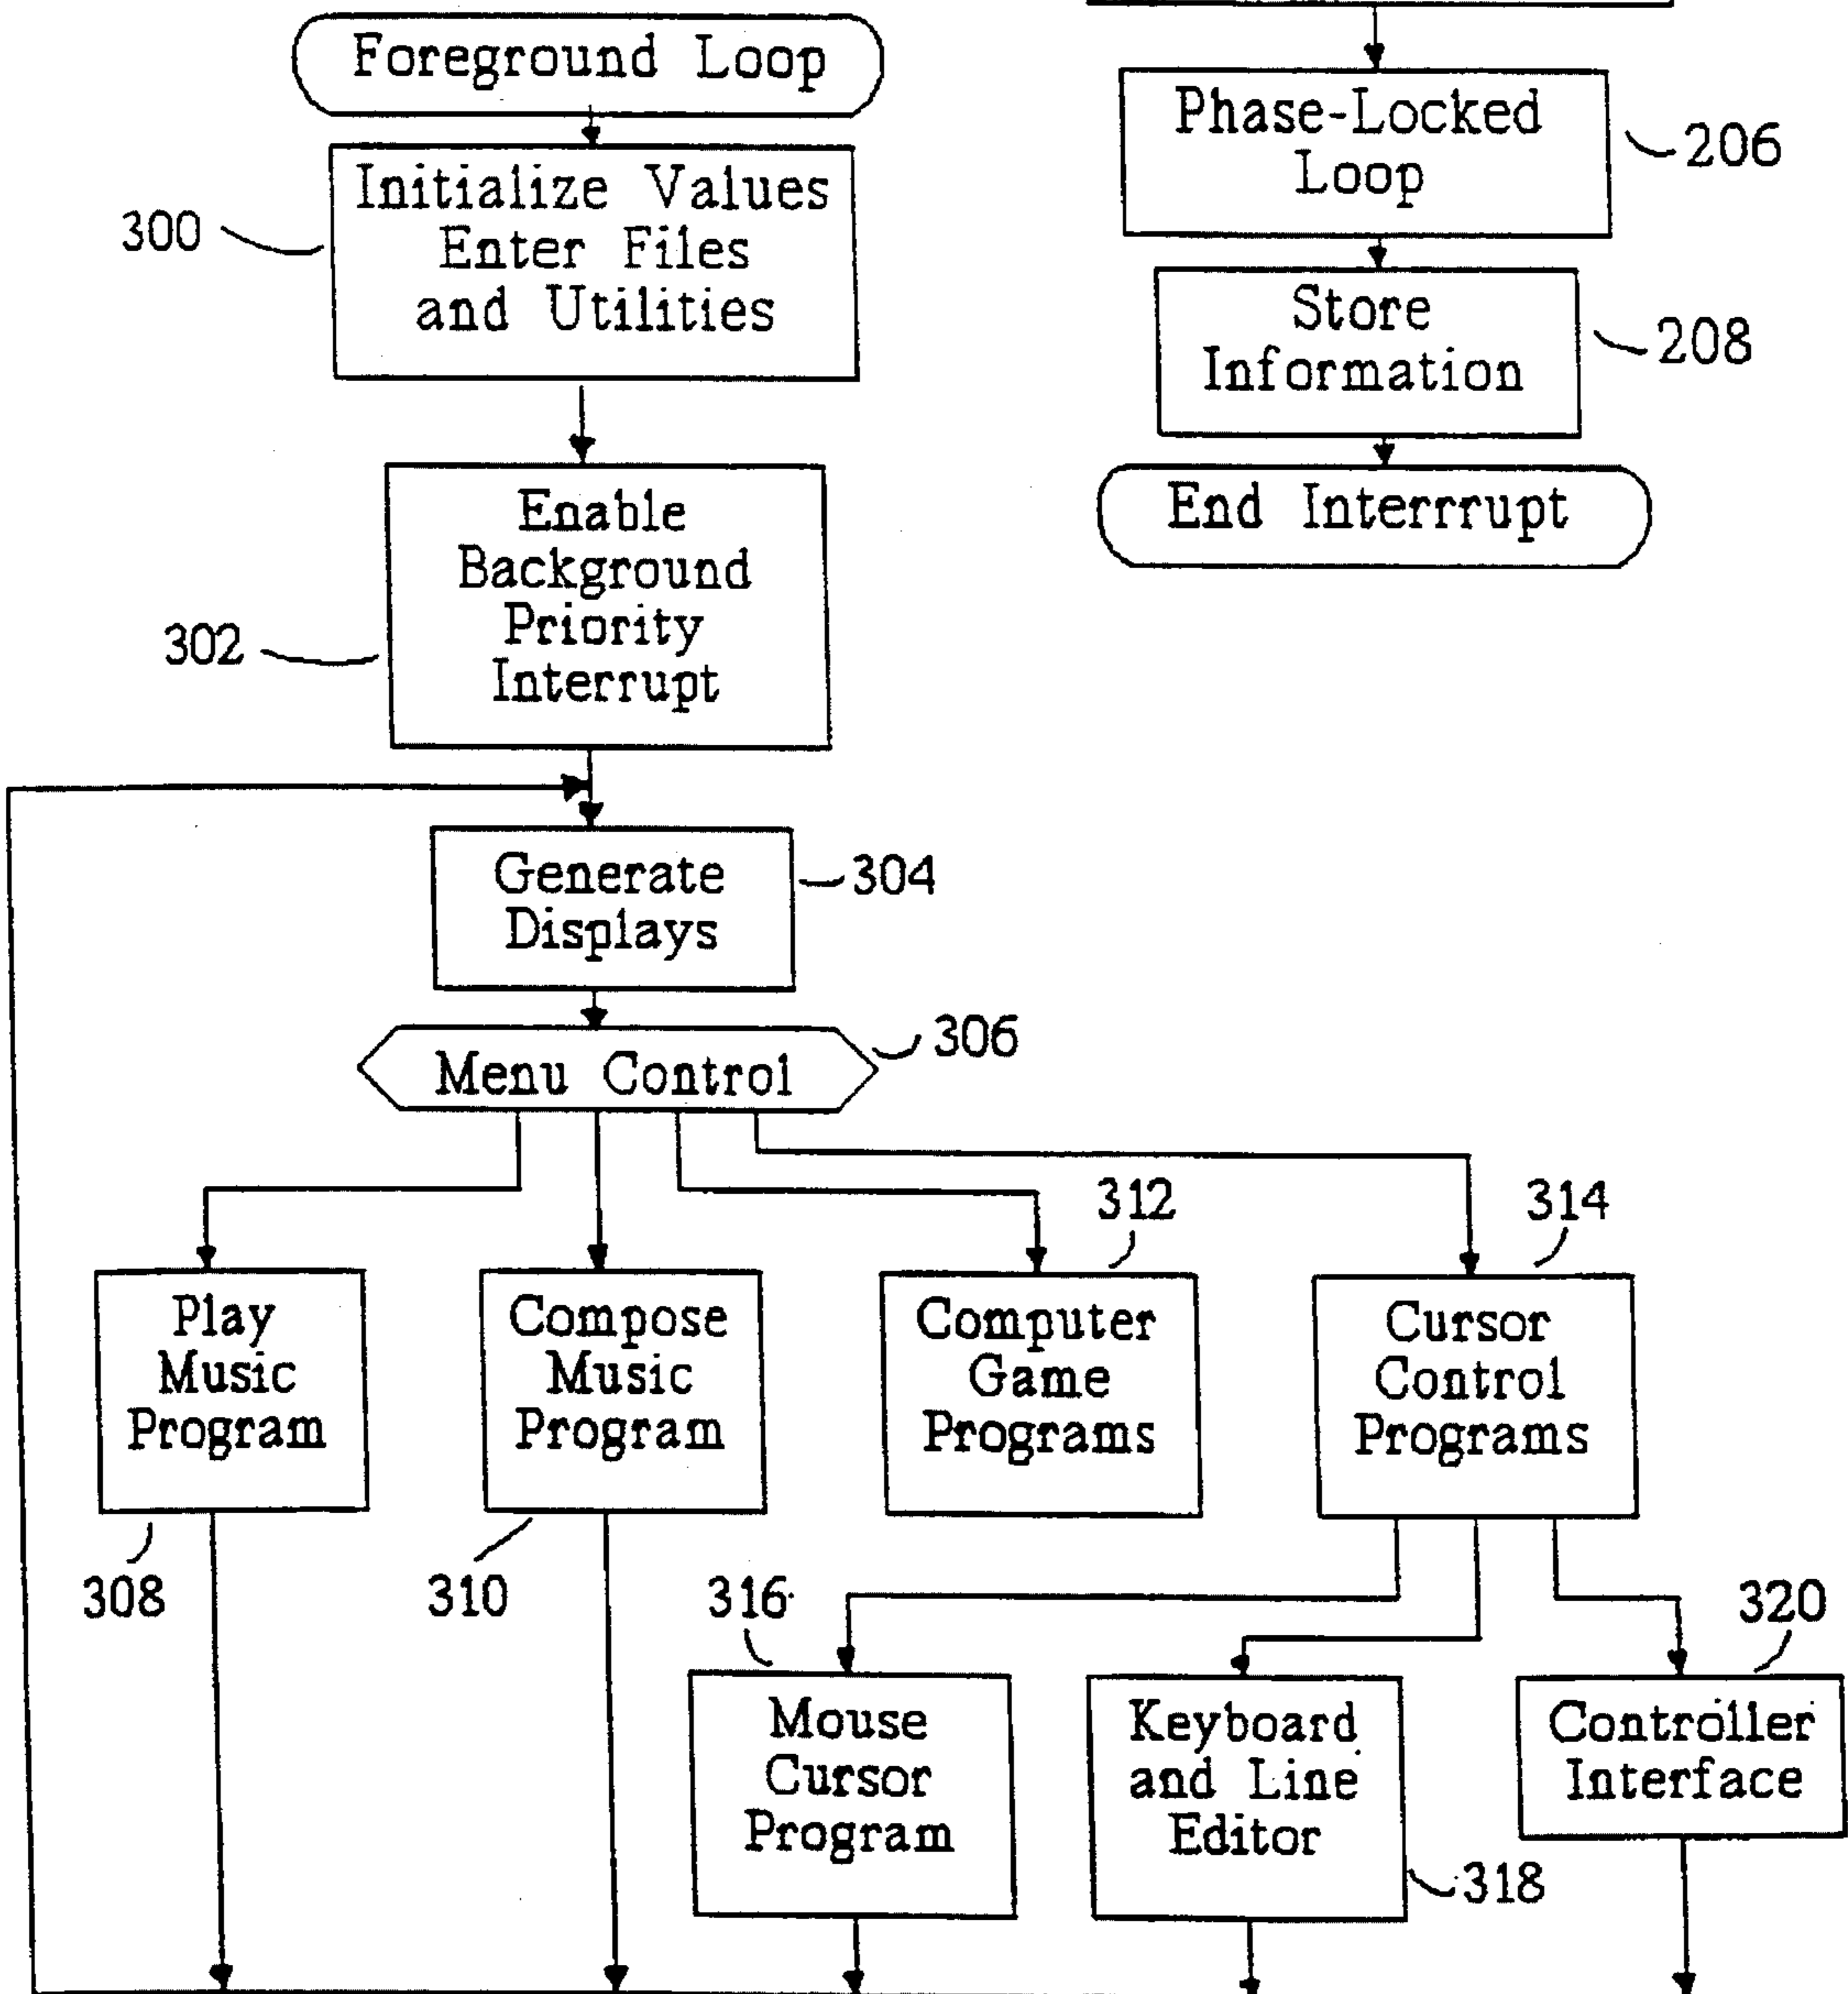 Foreground Loop
Initialize Values
Enter Files
and Utilities
300
Enable
Background
Priority
Interrupt
302
Generate
Displays
304
Menu Control
306
Play
Music
Program
308
Compose
Music
Program
310
Computer
Game
Programs
312
Cursor
Control
Programs
314
Mouse
Cursor
Program
316
Keyboard
and Line
Editor
318
Controller
Interface
320
Phase-Locked
Loop
206
Store
Information
208
End Interrrupt